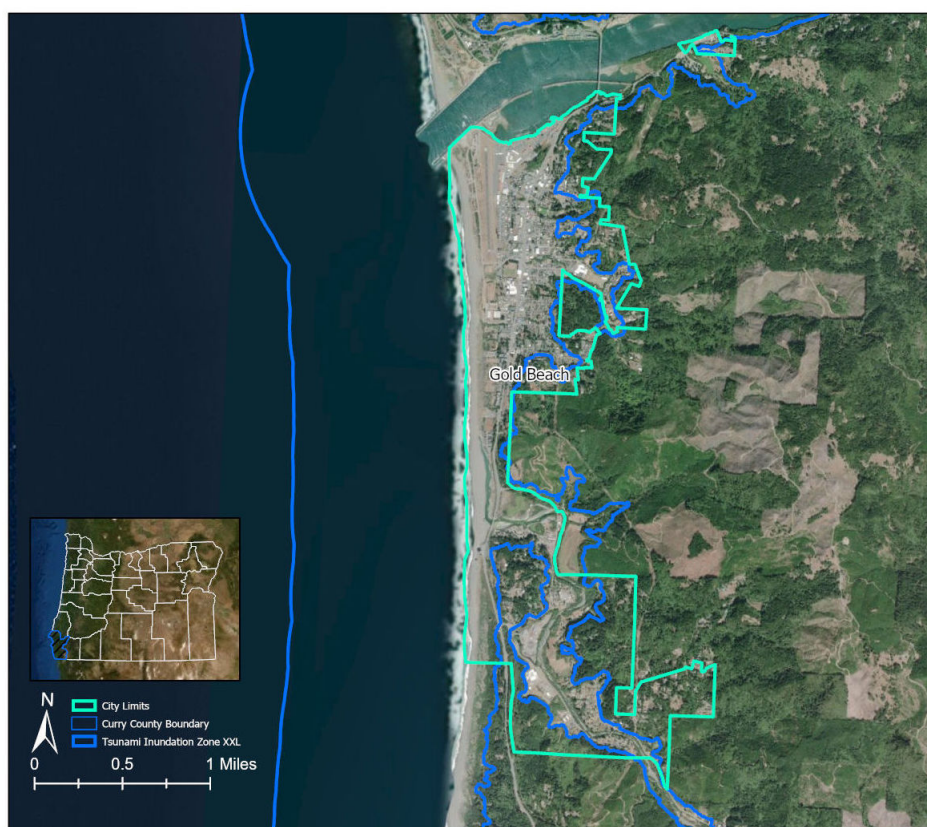 Gold Beach
N
City Limits
Curry County Boundary
Tsunami Inundation Zone XXL
0 0.5 1 Miles